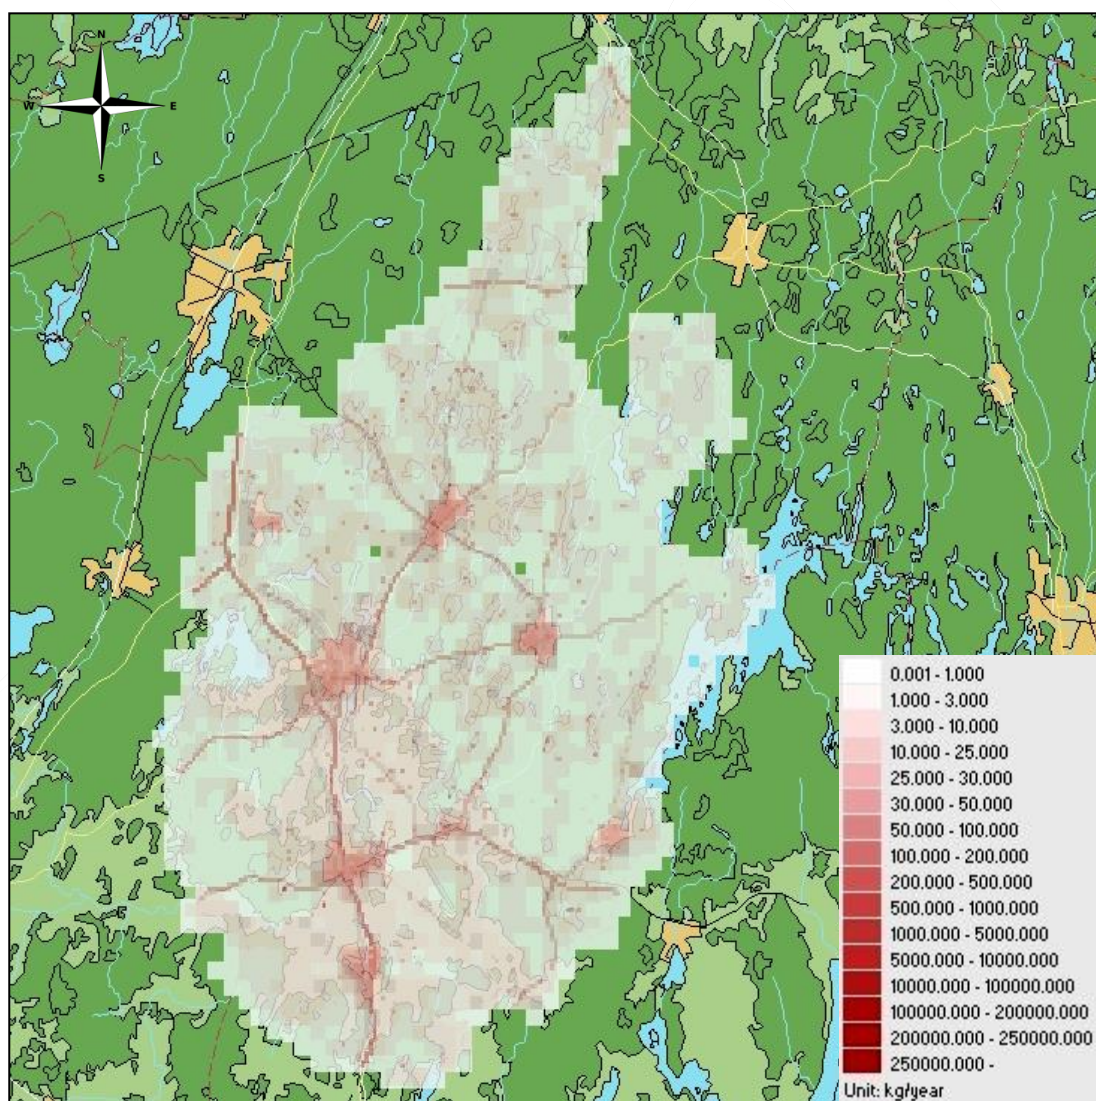 N
W
E
S
0.001 - 1.000
1.000 - 3.000
3.000 - 10.000
10.000 - 25.000
25.000 - 30.000
30.000 - 50.000
50.000 - 100.000
100.000 - 200.000
200.000 - 500.000
500.000 - 1000.000
1000.000 - 5000.000
5000.000 - 10000.000
10000.000 - 100000.000
100000.000 - 200000.000
200000.000 - 250000.000
250000.000 -
Unit: kg/year